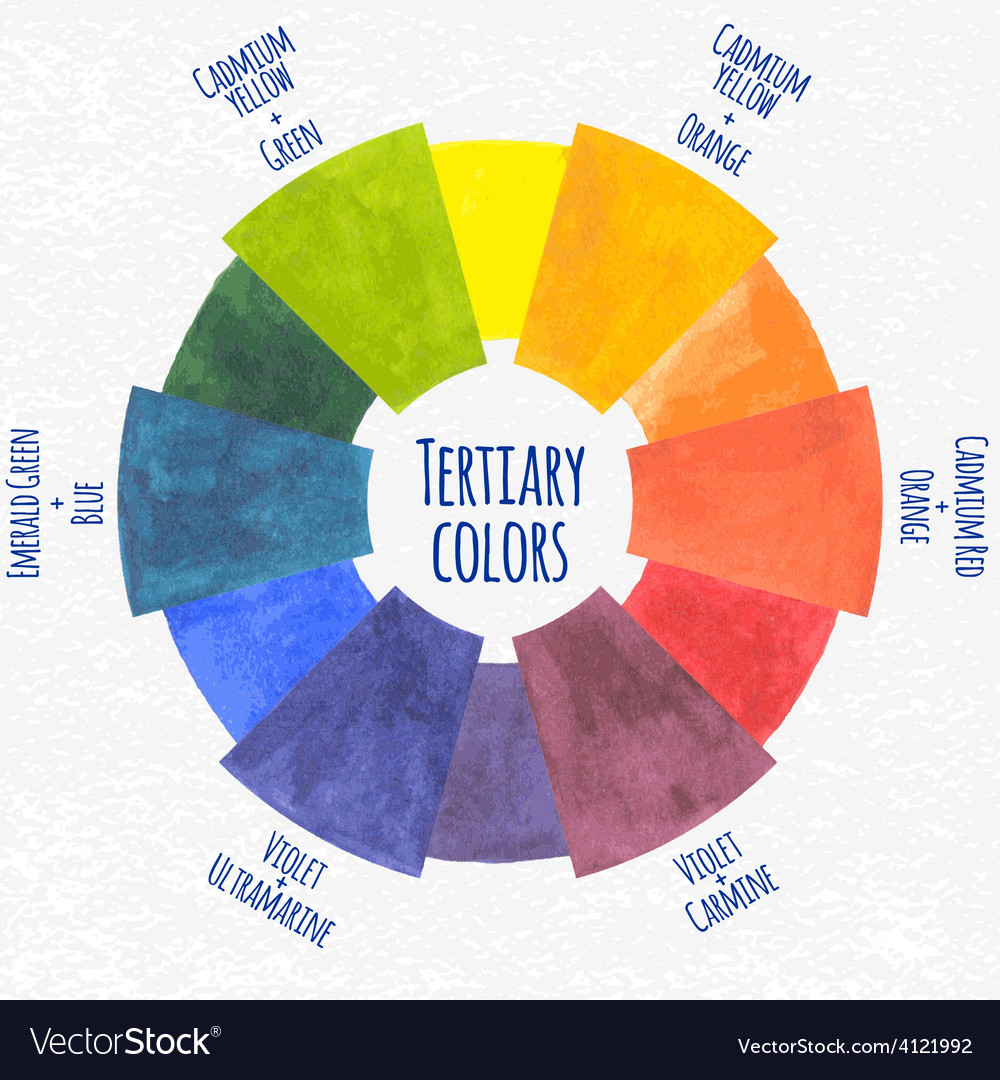 CADMIUM
YELLOW
+
GREEN
CADMIUM
YELLOW
+
ORANGE
EMERALD GREEN
+
BLUE
TERTIARY
COLORS
CADMIUM RED
+
ORANGE
VIOLET
+
ULTRAMARINE
VIOLET
+
CARMINE
VectorStock®
VectorStock.com/4121992